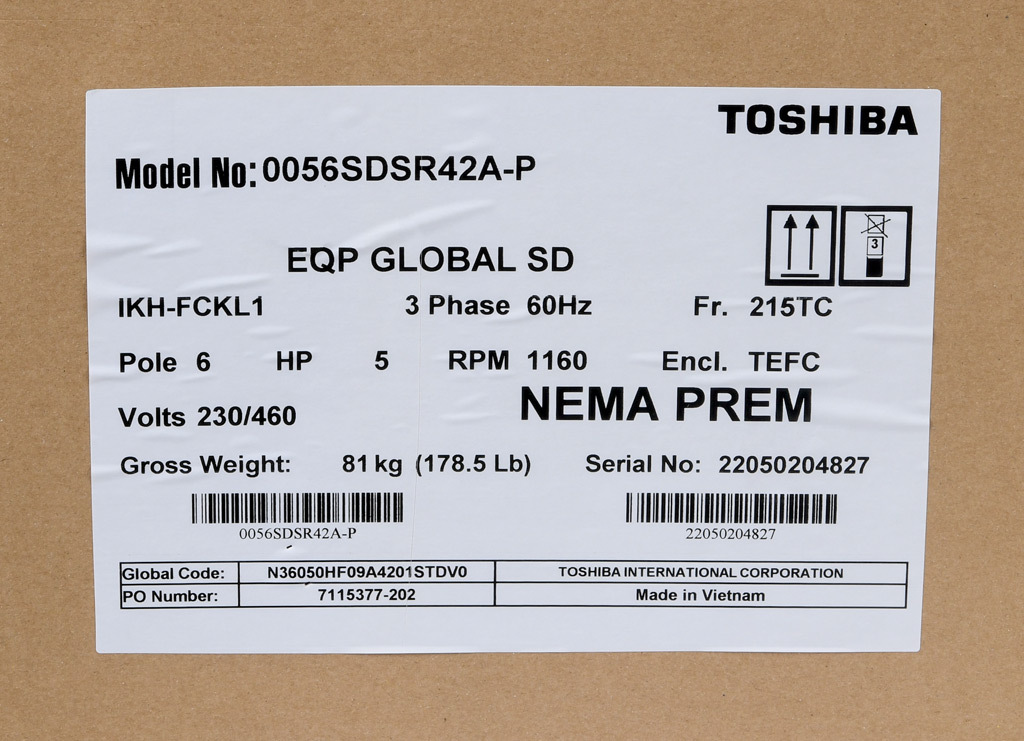 TOSHIBA
Model No: 0056SDSR42A-P
EQP GLOBAL SD
3
IKH-FCKL1 3 Phase 60Hz Fr. 215TC
Pole 6 HP 5 RPM 1160 Encl. TEFC
Volts 230/460 NEMA PREM
Gross Weight: 81 kg (178.5 Lb) Serial No: 22050204827
0056SDSR42A-P 22050204827
Global Code: N36050HF09A4201STDV0 TOSHIBA INTERNATIONAL CORPORATION
PO Number: 7115377-202 Made in Vietnam